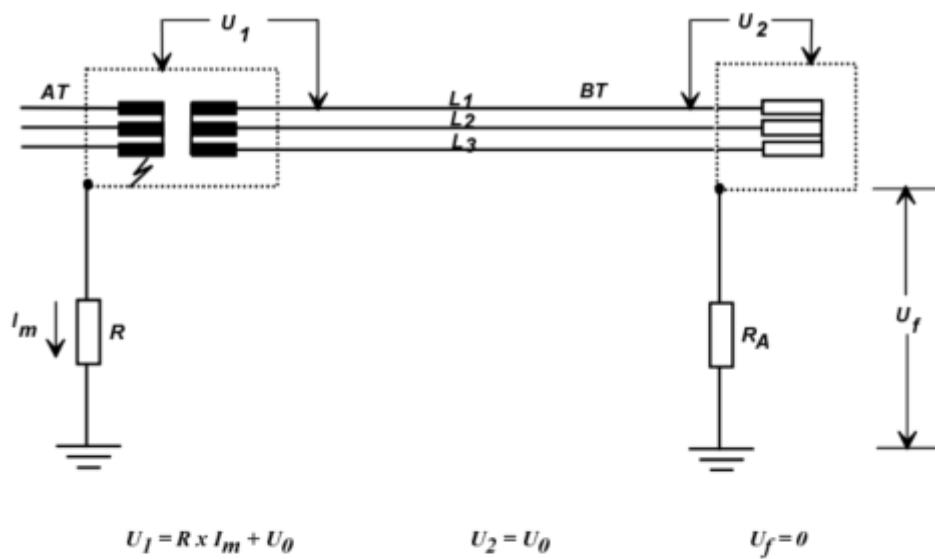 U1
U2
AT
L1
BT
L2
L3
Im
R
RA
Uf
U1 = R x Im + U0
U2 = U0
Uf = 0